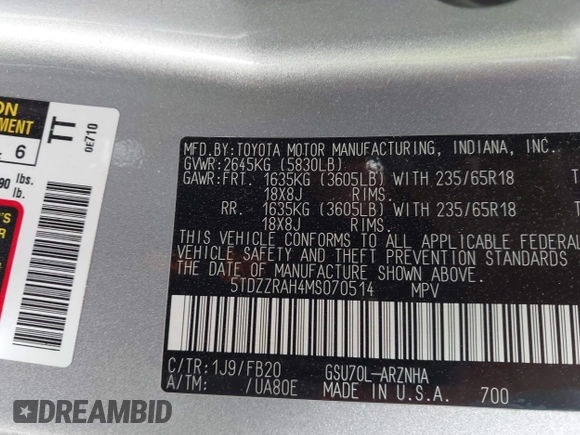 ON
EMENT
TT
0E710
: 6
90 lbs.
lb.
'S
R
MFD.BY:TOYOTA MOTOR MANUFACTURING, INDIANA, INC.
GVWR:2645KG (5830LB)
GAWR:FRT. 1635KG (3605LB) WITH 235/65R18 T
18X8J RIMS.
RR. 1635KG (3605LB) WITH 235/65R18 T
18X8J RIMS.
THIS VEHICLE CONFORMS TO ALL APPLICABLE FEDERAL
SAFETY AND THEFT PREVENTION STANDARDS IN
THE DATE OF MANUFACTURE SHOWN ABOVE.
5TDZZRAH4MS070514 MPV
C/TR:1J9/FB20 GSU70L-ARZNHA
A/TM: /UA80E MADE IN U.S.A. 700
DREAMBID